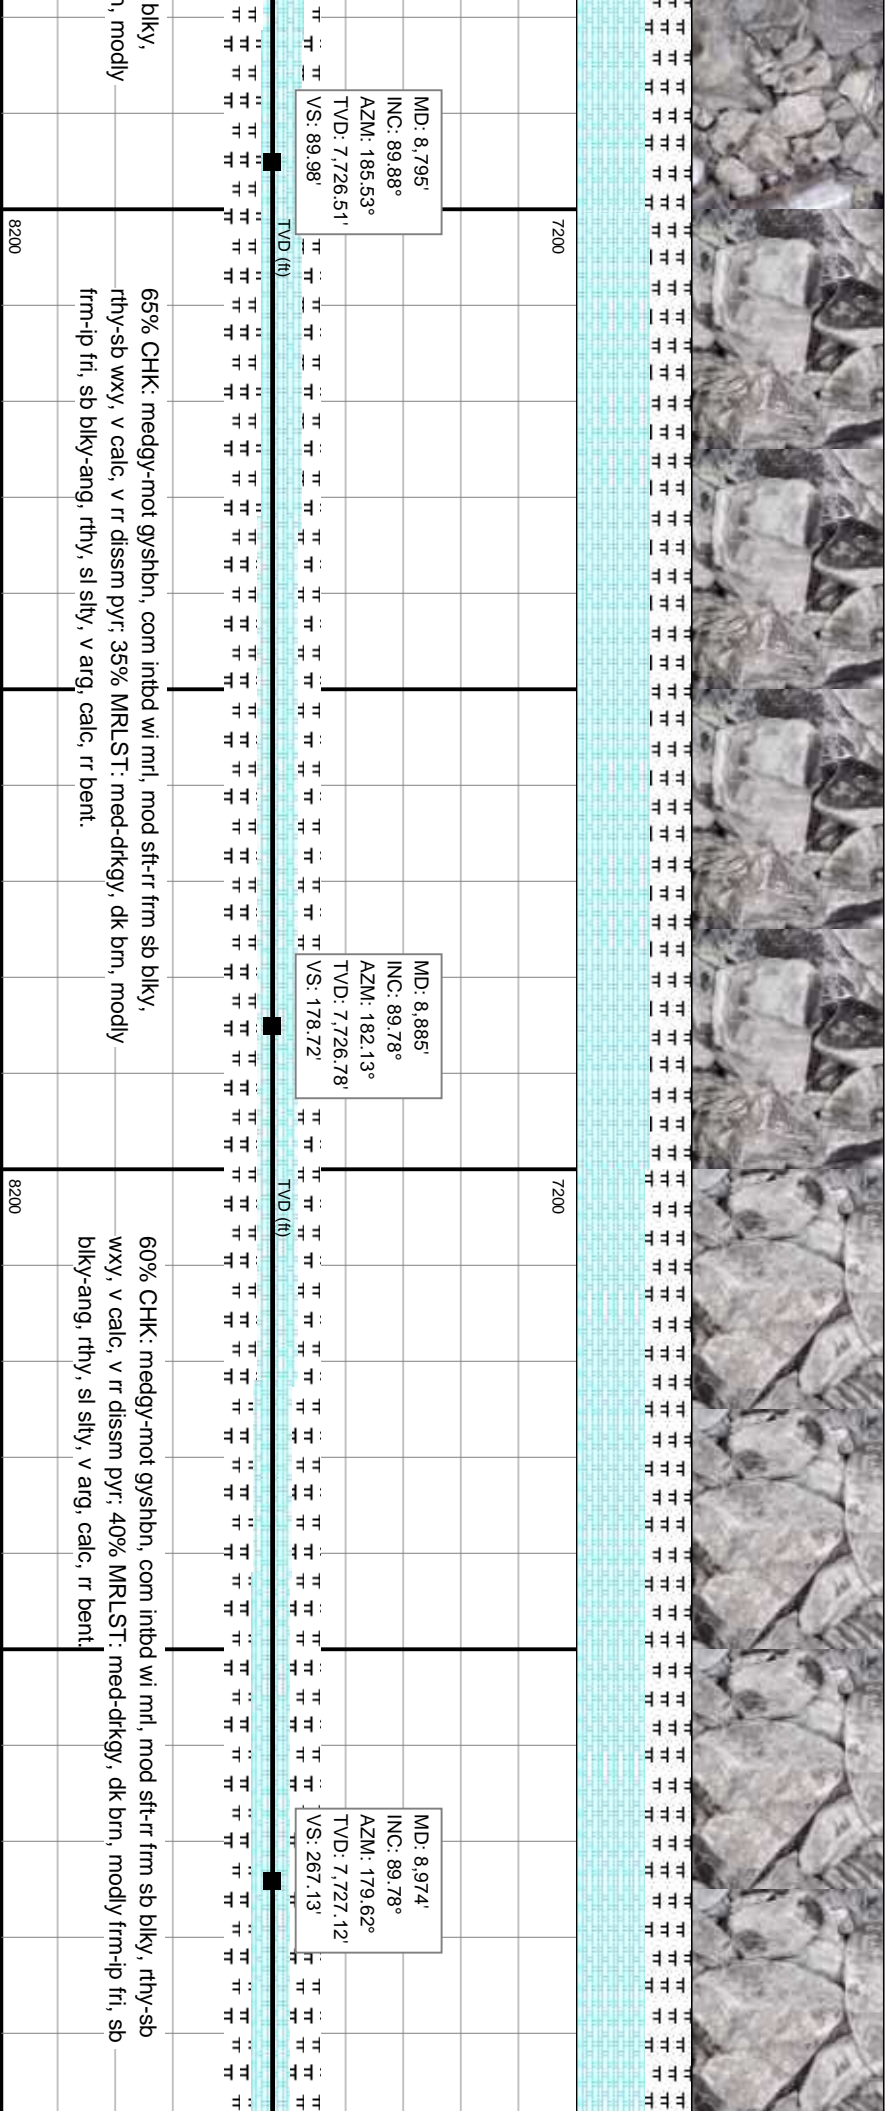 blky,
n, modly
MD: 8,795'
INC: 89.88°
AZM: 185.53°
TVD: 7,726.51'
VS: 89.98'
7200
TVD (ft)
8200
65% CHK: medgy-mot gyshbn, com intbd wi mrl, mod sft-rr frm sb blky,
rthy-sb wxy, v calc, v rr dissm pyr; 35% MRLST: med-drkgy, dk brn, modly
frm-ip fri, sb blky-ang, rthy, sl slty, v arg, calc, rr bent.
MD: 8,885'
INC: 89.78°
AZM: 182.13°
TVD: 7,726.78'
VS: 178.72'
7200
TVD (ft)
8200
60% CHK: medgy-mot gyshbn, com intbd wi mrl, mod sft-rr frm sb blky, rthy-sb
wxy, v calc, v rr dissm pyr; 40% MRLST: med-drkgy, dk brn, modly frm-ip fri, sb
blky-ang, rthy, sl slty, v arg, calc, rr bent.
MD: 8,974'
INC: 89.78°
AZM: 179.62°
TVD: 7,727.12'
VS: 267.13'